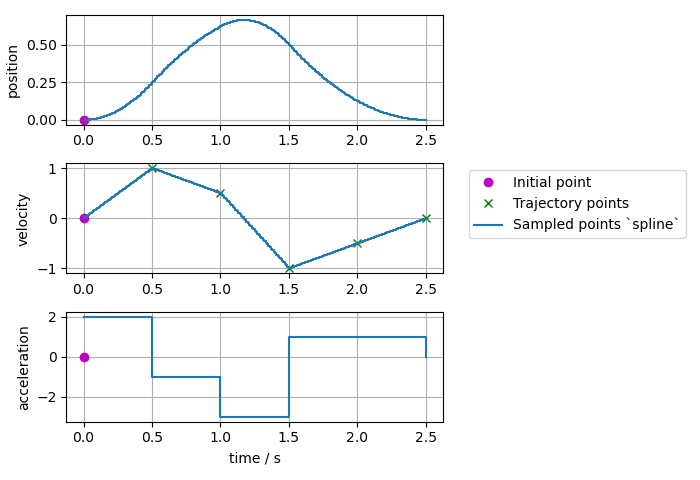 position
0.50
0.25
0.00
0.0 0.5 1.0 1.5 2.0 2.5
velocity
1
0
−1
0.0 0.5 1.0 1.5 2.0 2.5
Initial point
Trajectory points
Sampled points `spline`
acceleration
2
0
−2
0.0 0.5 1.0 1.5 2.0 2.5
time / s